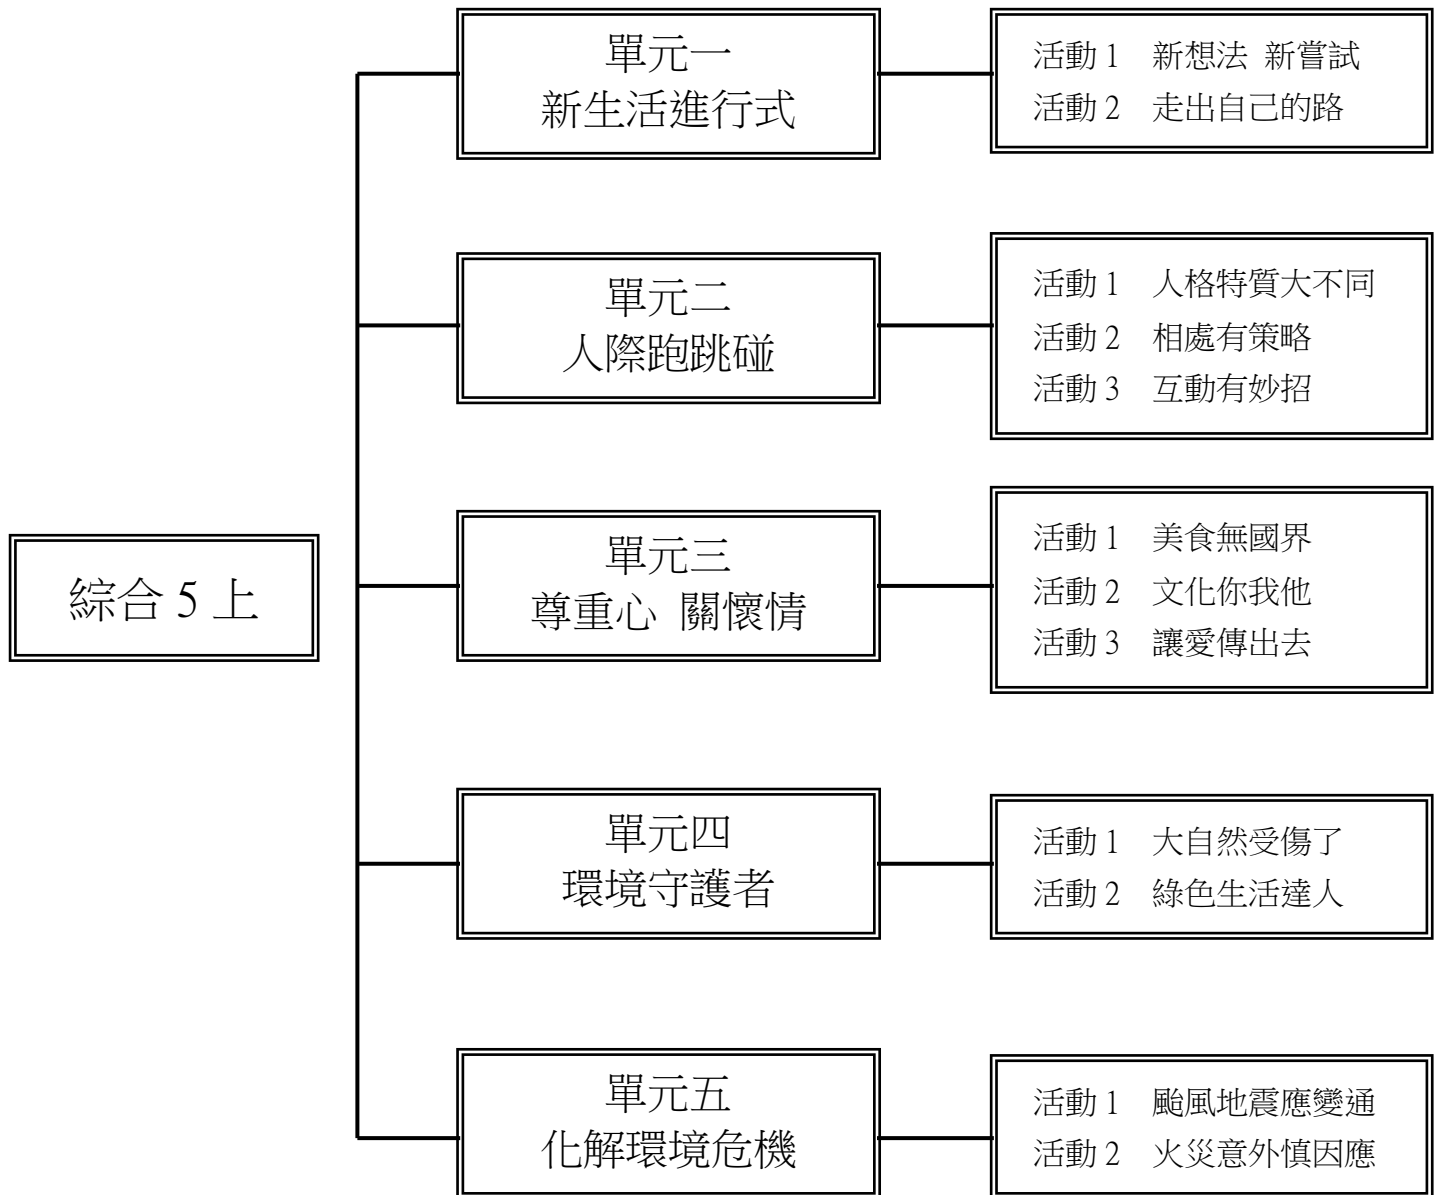 綜合 5 上
單元一
新生活進行式
活動 1 新想法 新嘗試
活動 2 走出自己的路
單元二
人際跑跳碰
活動 1 人格特質大不同
活動 2 相處有策略
活動 3 互動有妙招
單元三
尊重心 關懷情
活動 1 美食無國界
活動 2 文化你我他
活動 3 讓愛傳出去
單元四
環境守護者
活動 1 大自然受傷了
活動 2 綠色生活達人
單元五
化解環境危機
活動 1 颱風地震應變通
活動 2 火災意外慎因應